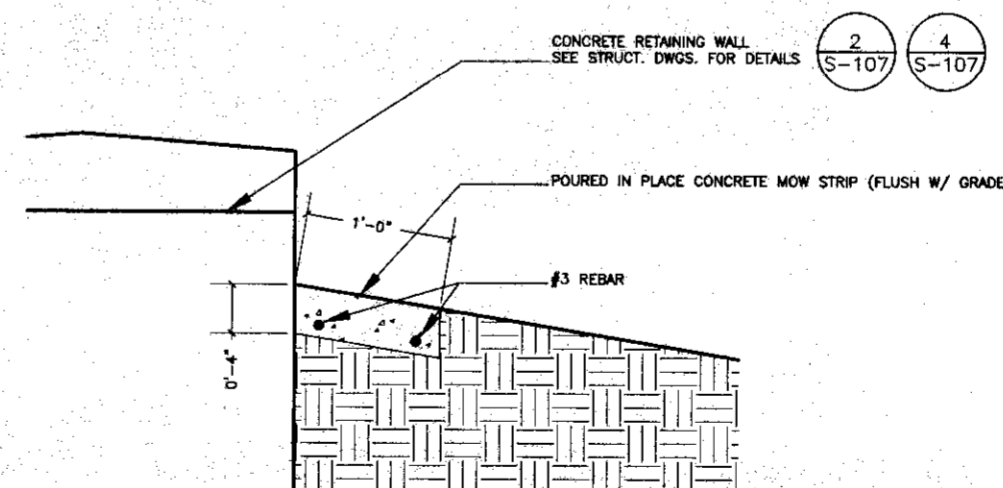 CONCRETE RETAINING WALL
SEE STRUCT. DWGS. FOR DETAILS
2
S-107
4
S-107
POURED IN PLACE CONCRETE MOW STRIP (FLUSH W/ GRADE
1'-0"
#3 REBAR
0'-4"